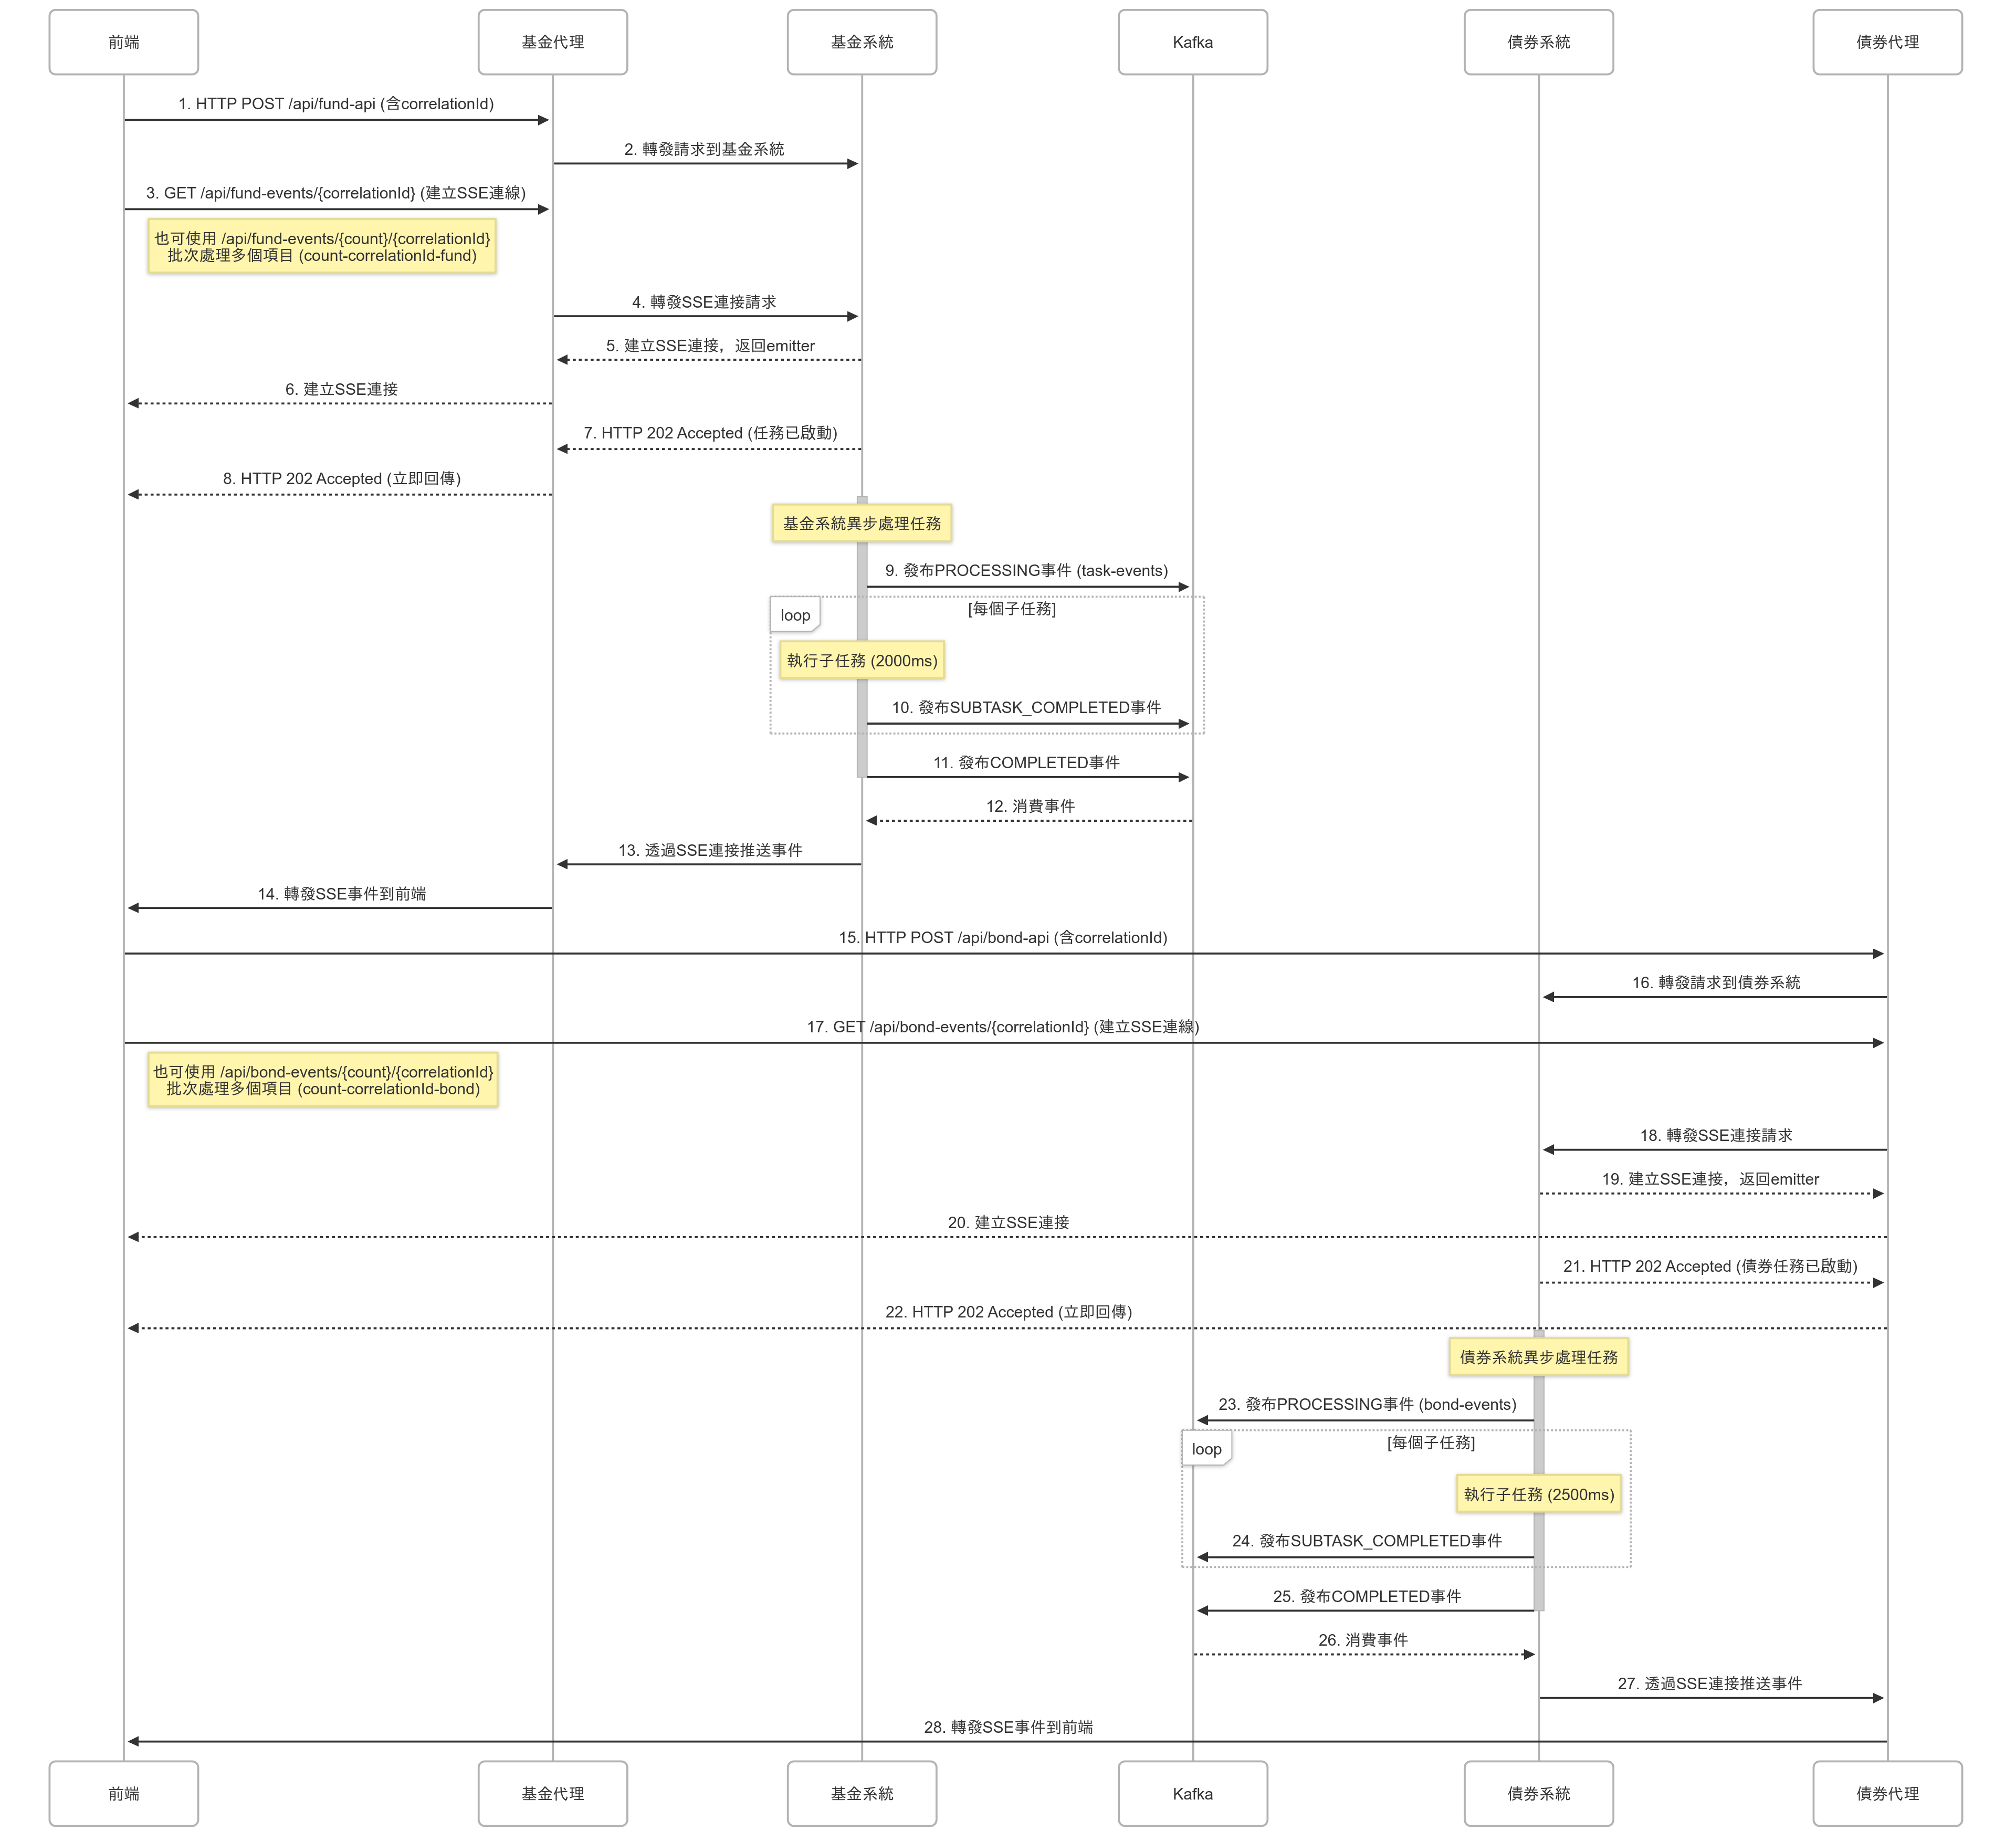 前端
基金代理
基金系統
Kafka
債券系統
債券代理
1. HTTP POST /api/fund-api (含correlationId)
2. 轉發請求到基金系統
3. GET /api/fund-events/{correlationId} (建立SSE連線)
也可使用 /api/fund-events/{count}/{correlationId}
批次處理多個項目 (count-correlationId-fund)
4. 轉發SSE連接請求
5. 建立SSE連接，返回emitter
6. 建立SSE連接
7. HTTP 202 Accepted (任務已啟動)
8. HTTP 202 Accepted (立即回傳)
基金系統異步處理任務
9. 發布PROCESSING事件 (task-events)
loop
[每個子任務]
執行子任務 (2000ms)
10. 發布SUBTASK_COMPLETED事件
11. 發布COMPLETED事件
12. 消費事件
13. 透過SSE連接推送事件
14. 轉發SSE事件到前端
15. HTTP POST /api/bond-api (含correlationId)
16. 轉發請求到債券系統
17. GET /api/bond-events/{correlationId} (建立SSE連線)
也可使用 /api/bond-events/{count}/{correlationId}
批次處理多個項目 (count-correlationId-bond)
18. 轉發SSE連接請求
19. 建立SSE連接，返回emitter
20. 建立SSE連接
21. HTTP 202 Accepted (債券任務已啟動)
22. HTTP 202 Accepted (立即回傳)
債券系統異步處理任務
23. 發布PROCESSING事件 (bond-events)
loop
[每個子任務]
執行子任務 (2500ms)
24. 發布SUBTASK_COMPLETED事件
25. 發布COMPLETED事件
26. 消費事件
27. 透過SSE連接推送事件
28. 轉發SSE事件到前端
前端
基金代理
基金系統
Kafka
債券系統
債券代理